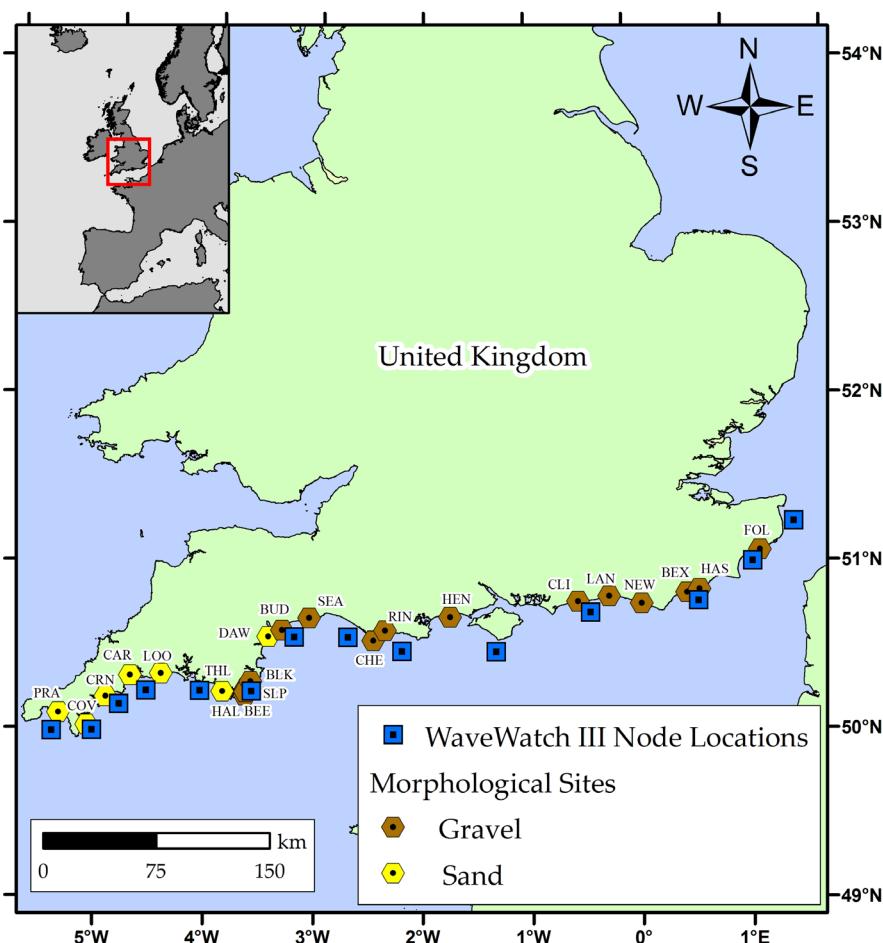 54°N
N
W E
S
53°N
United Kingdom
52°N
FOL
51°N
CLI LAN NEW BEX HAS
HEN
BUD SEA
RIN
DAW
CHE
CAR LOO
THL BLK
CRN SLP
PRA COV HAL BEE
50°N
WaveWatch III Node Locations
Morphological Sites
Gravel
Sand
km
0 75 150
49°N
5°W 4°W 3°W 2°W 1°W 0° 1°E